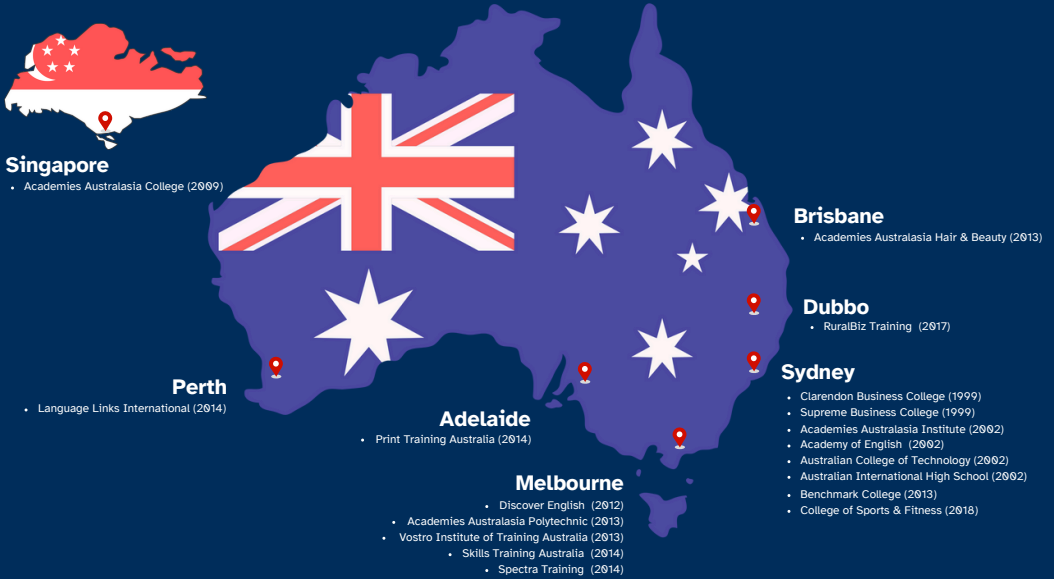 Singapore
• Academies Australasia College (2009)
Brisbane
• Academies Australasia Hair & Beauty (2013)
Dubbo
• RuralBiz Training (2017)
Sydney
• Clarendon Business College (1999)
• Supreme Business College (1999)
• Academies Australasia Institute (2002)
• Academy of English (2002)
• Australian College of Technology (2002)
• Australian International High School (2002)
• Benchmark College (2013)
• College of Sports & Fitness (2018)
Perth
• Language Links International (2014)
Adelaide
• Print Training Australia (2014)
Melbourne
• Discover English (2012)
• Academies Australasia Polytechnic (2013)
• Vostro Institute of Training Australia (2013)
• Skills Training Australia (2014)
• Spectra Training (2014)